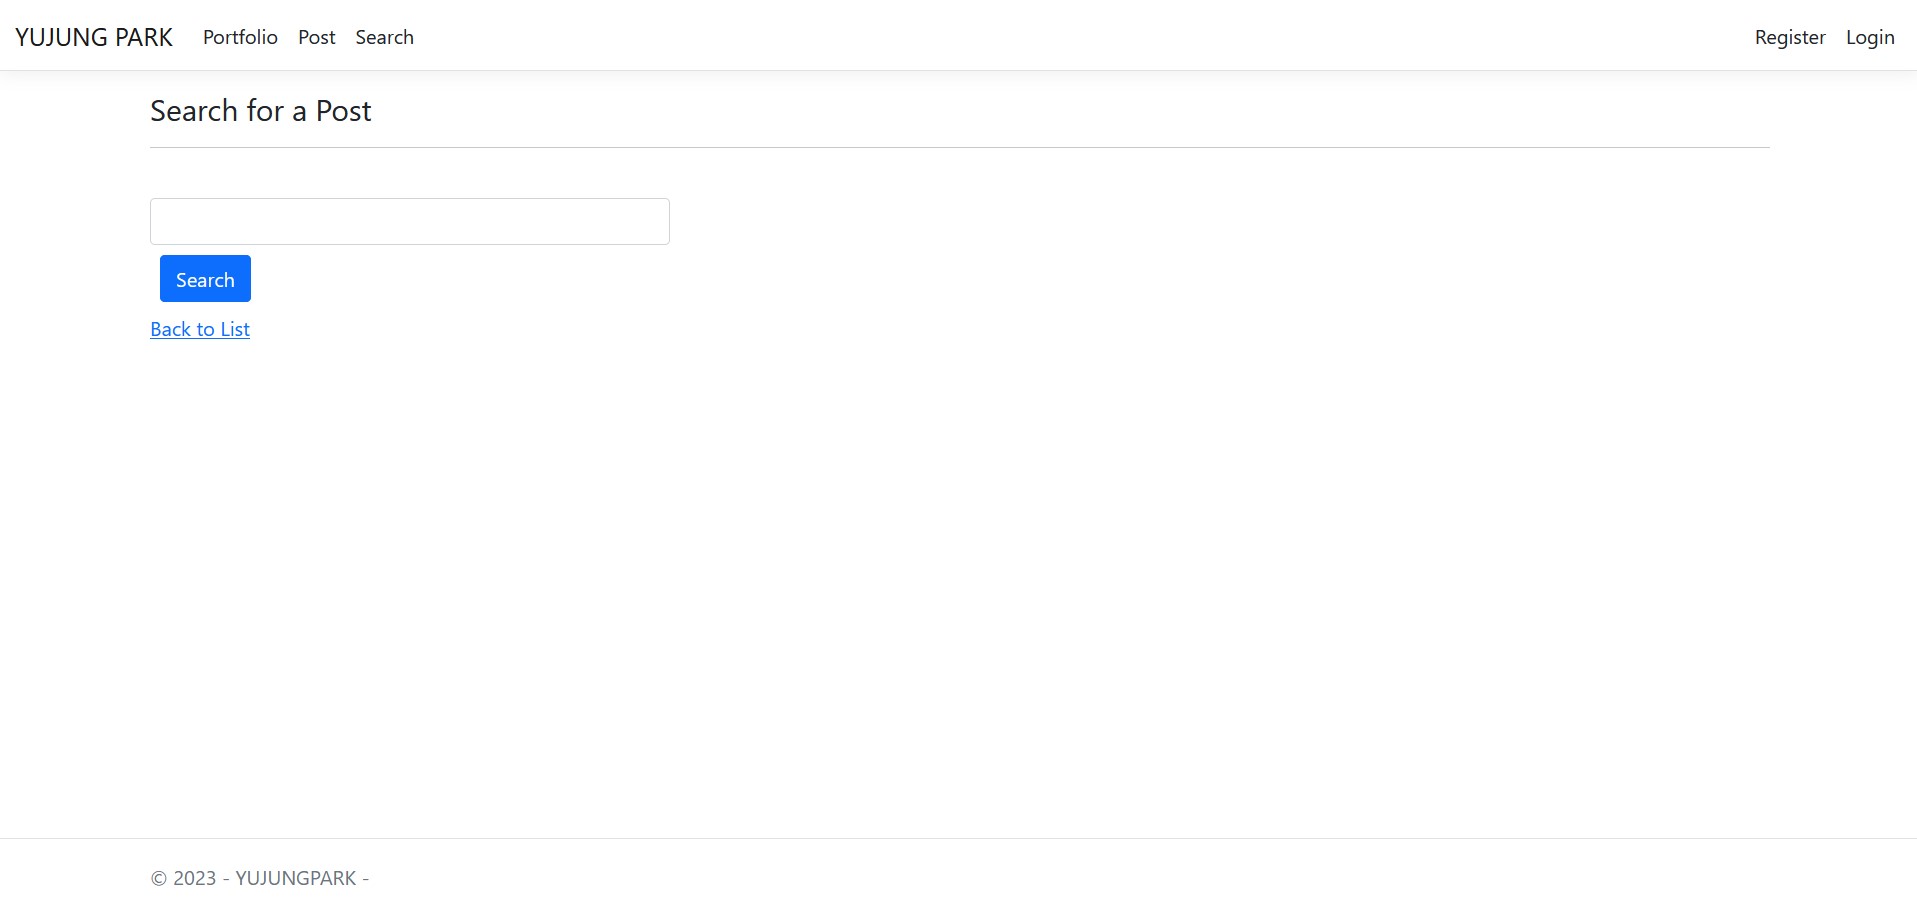 YUJUNG PARK Portfolio Post Search Register Login
Search for a Post
Search
Back to List
© 2023 - YUJUNGPARK -